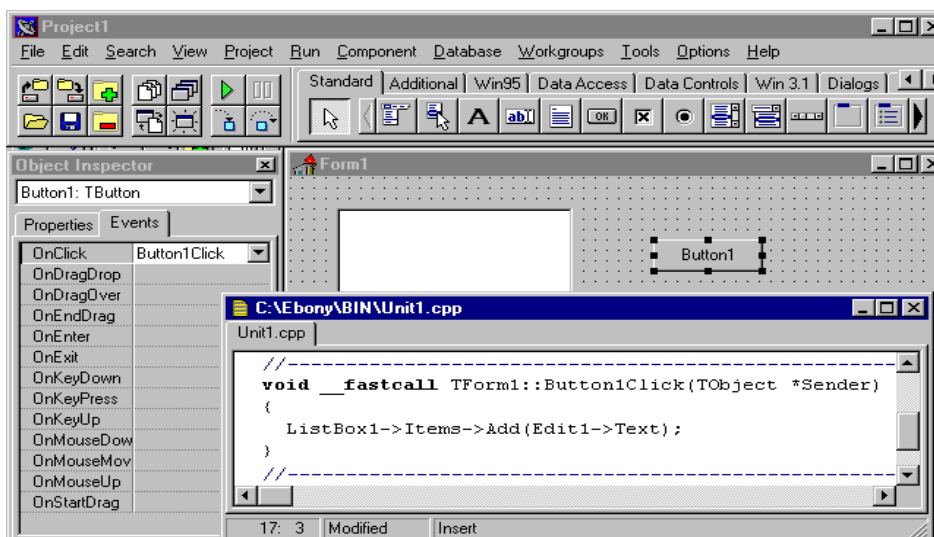 Project1
File Edit Search View Project Run Component Database Workgroups Tools Options Help
Standard Additional Win95 Data Access Data Controls Win 3.1 Dialogs
A ab OK
Object Inspector
Button1: TButton
Properties Events
OnClick Button1Click
OnDragDrop
OnDragOver
OnEndDrag
OnEnter
OnExit
OnKeyDown
OnKeyPress
OnKeyUp
OnMouseDow
OnMouseMov
OnMouseUp
OnStartDrag
Form1
Button1
C:\Ebony\BIN\Unit1.cpp
Unit1.cpp
//---------------------------------------------------
void __fastcall TForm1::Button1Click(TObject *Sender)
{
ListBox1->Items->Add(Edit1->Text);
}
//---------------------------------------------------
17: 3 Modified Insert